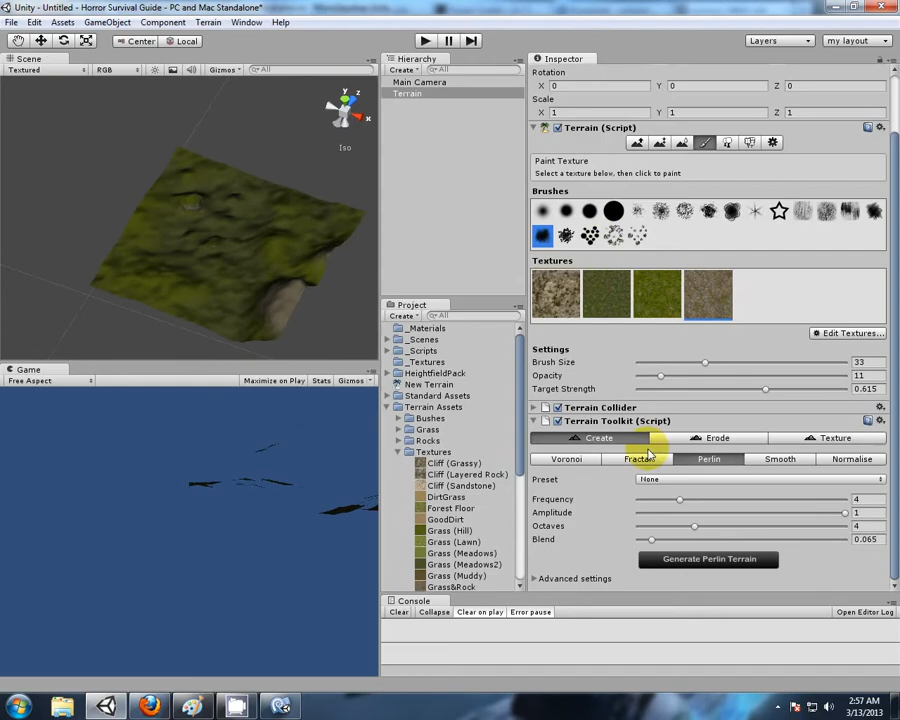 Unity - Untitled - Horror Survival Guide - PC and Mac Standalone*
File Edit Assets GameObject Component Terrain Window Help
Center Local Layers my layout
Scene
Textured RGB Gizmos All
y z
x
Iso
Game
Free Aspect Maximize on Play Stats Gizmos
Hierarchy
Create All
Main Camera
Terrain
Project
Create All
_Materials
_Scenes
_Scripts
_Textures
HeightfieldPack
New Terrain
Standard Assets
Terrain Assets
Bushes
Grass
Rocks
Textures
Cliff (Grassy)
Cliff (Layered Rock)
Cliff (Sandstone)
DirtGrass
Forest Floor
GoodDirt
Grass (Hill)
Grass (Lawn)
Grass (Meadows)
Grass (Meadows2)
Grass (Muddy)
Grass&Rock
Inspector
Rotation
X 0 Y 0 Z 0
Scale
X 1 Y 1 Z 1
Terrain (Script)
Paint Texture
Select a texture below, then click to paint
Brushes
Textures
Edit Textures...
Settings
Brush Size 33
Opacity 11
Target Strength 0.615
Terrain Collider
Terrain Toolkit (Script)
Create Erode Texture
Voronoi Fractal Perlin Smooth Normalise
Preset None
Frequency 4
Amplitude 1
Octaves 4
Blend 0.065
Generate Perlin Terrain
Advanced settings
Console
Clear Collapse Clear on play Error pause Open Editor Log
2:57 AM
3/13/2013